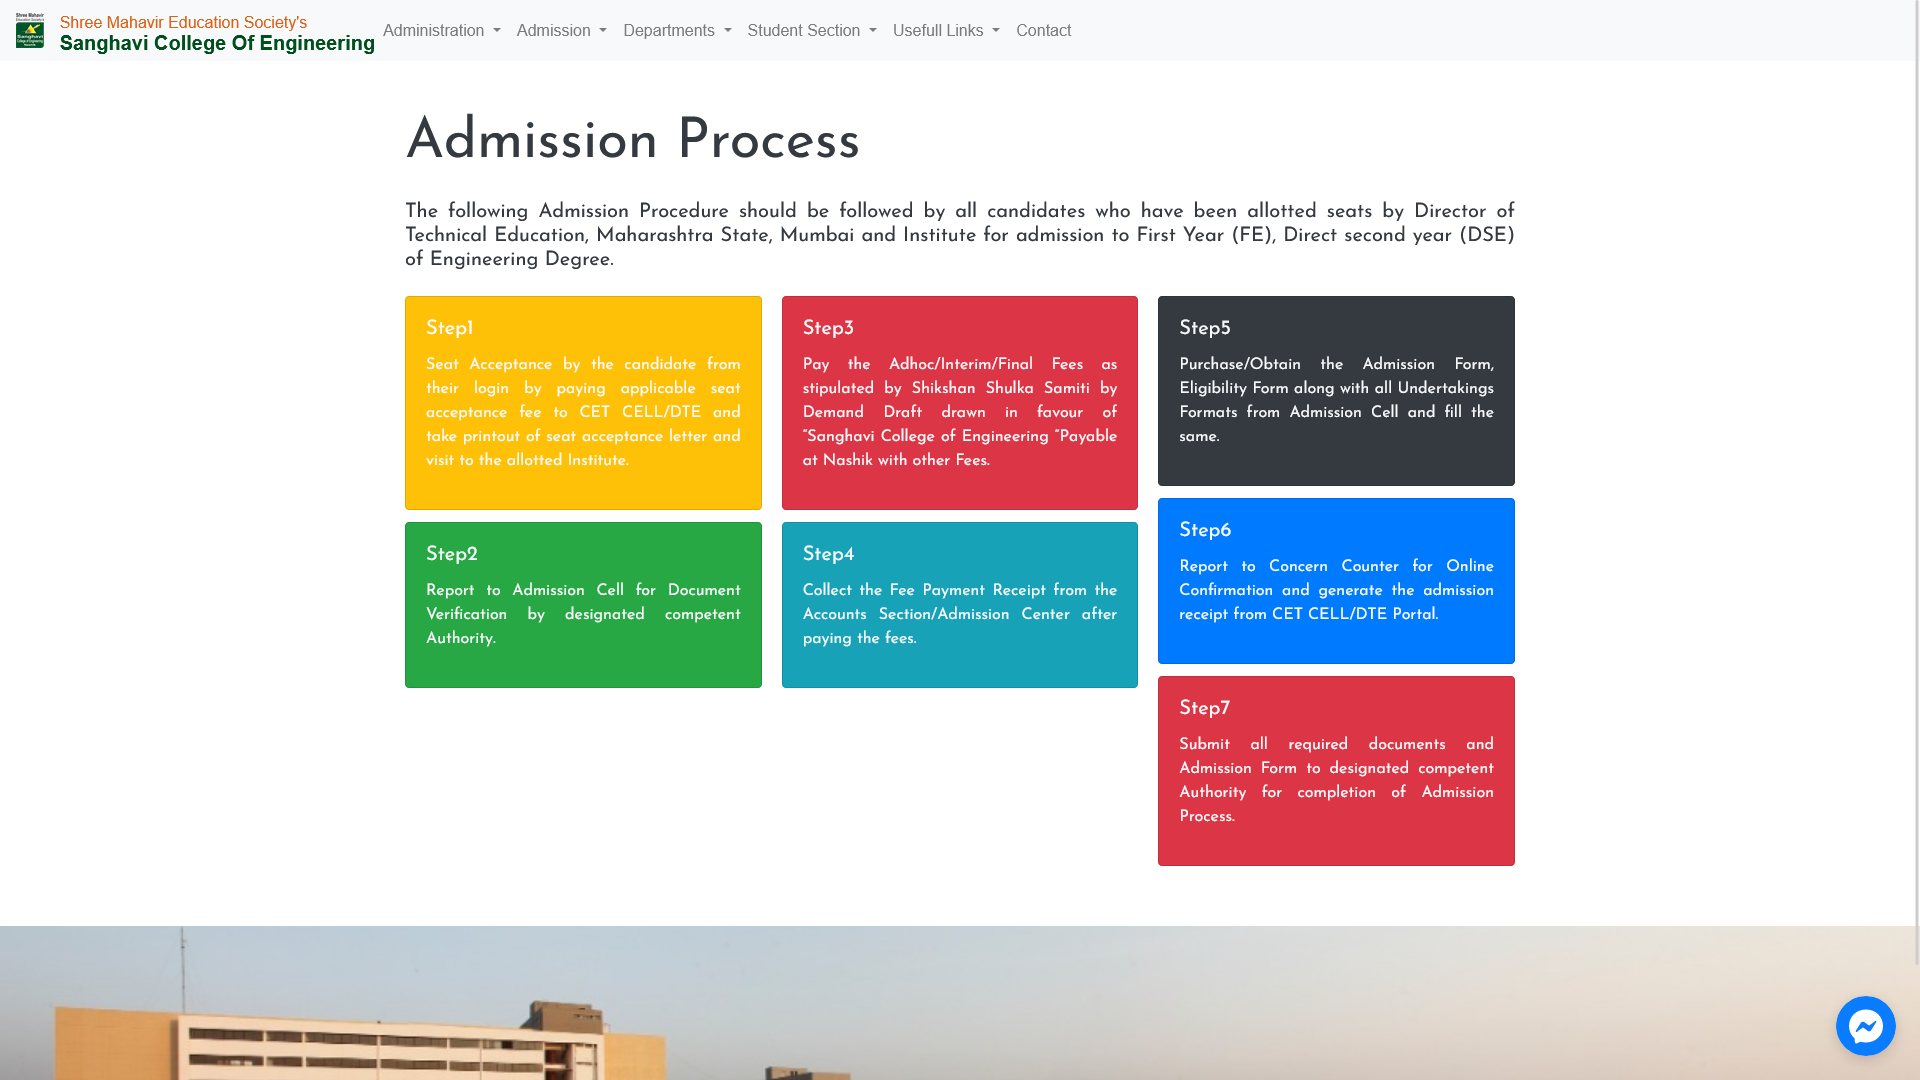 Shree Mahavir Education Society's
Sanghavi College Of Engineering
Administration
Admission
Departments
Student Section
Usefull Links
Contact
Admission Process
The following Admission Procedure should be followed by all candidates who have been allotted seats by Director of
Technical Education, Maharashtra State, Mumbai and Institute for admission to First Year (FE), Direct second year (DSE)
of Engineering Degree.
Step1
Seat Acceptance by the candidate from
their login by paying applicable seat
acceptance fee to CET CELL/DTE and
take printout of seat acceptance letter and
visit to the allotted Institute.
Step2
Report to Admission Cell for Document
Verification by designated competent
Authority.
Step3
Pay the Adhoc/Interim/Final Fees as
stipulated by Shikshan Shulka Samiti by
Demand Draft drawn in favour of
“Sanghavi College of Engineering “Payable
at Nashik with other Fees.
Step4
Collect the Fee Payment Receipt from the
Accounts Section/Admission Center after
paying the fees.
Step5
Purchase/Obtain the Admission Form,
Eligibility Form along with all Undertakings
Formats from Admission Cell and fill the
same.
Step6
Report to Concern Counter for Online
Confirmation and generate the admission
receipt from CET CELL/DTE Portal.
Step7
Submit all required documents and
Admission Form to designated competent
Authority for completion of Admission
Process.